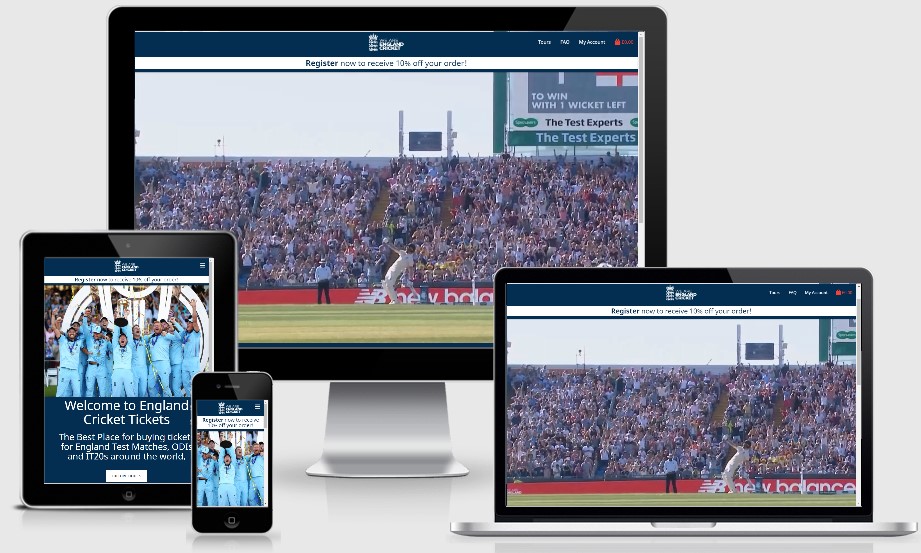 ENGLAND
CRICKET
Tours FAQ My Account £0.00
Register now to receive 10% off your order!
TO WIN
WITH 1 WICKET LEFT
Specsavers The Test Experts
The Test Experts
new balance
ENGLAND
CRICKET
Register now to receive 10% off your order!
Welcome to England
Cricket Tickets
The Best Place for buying tickets
for England Test Matches, ODIs
and IT20s around the world,
ENGLAND
CRICKET
Register now to receive
10% off your order!
ENGLAND
CRICKET
Tours FAQ My Account
Register now to receive 10% off your order!
new balance